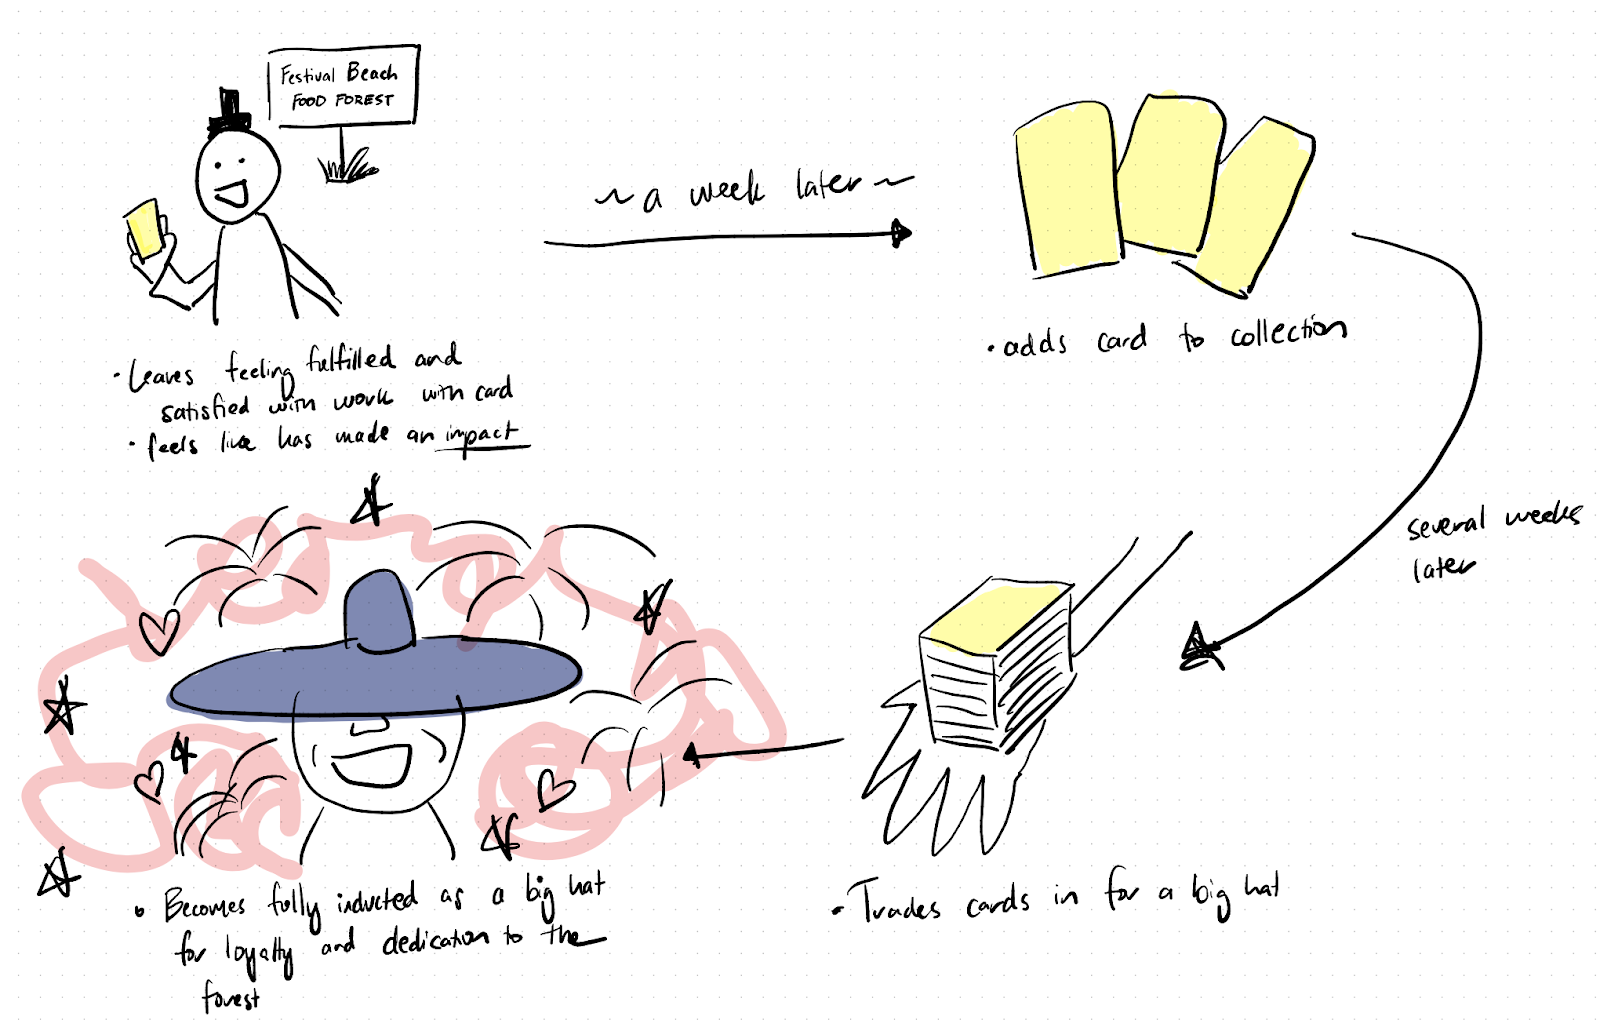 Festival Beach
FOOD FOREST
~a week later~
• Leaves feeling fulfilled and
satisfied with work with card
• feels like has made an impact
• adds card to collection
several weeks
later
• Trades cards in for a big hat
• Becomes fully inducted as a big hat
for loyalty and dedication to the
forest